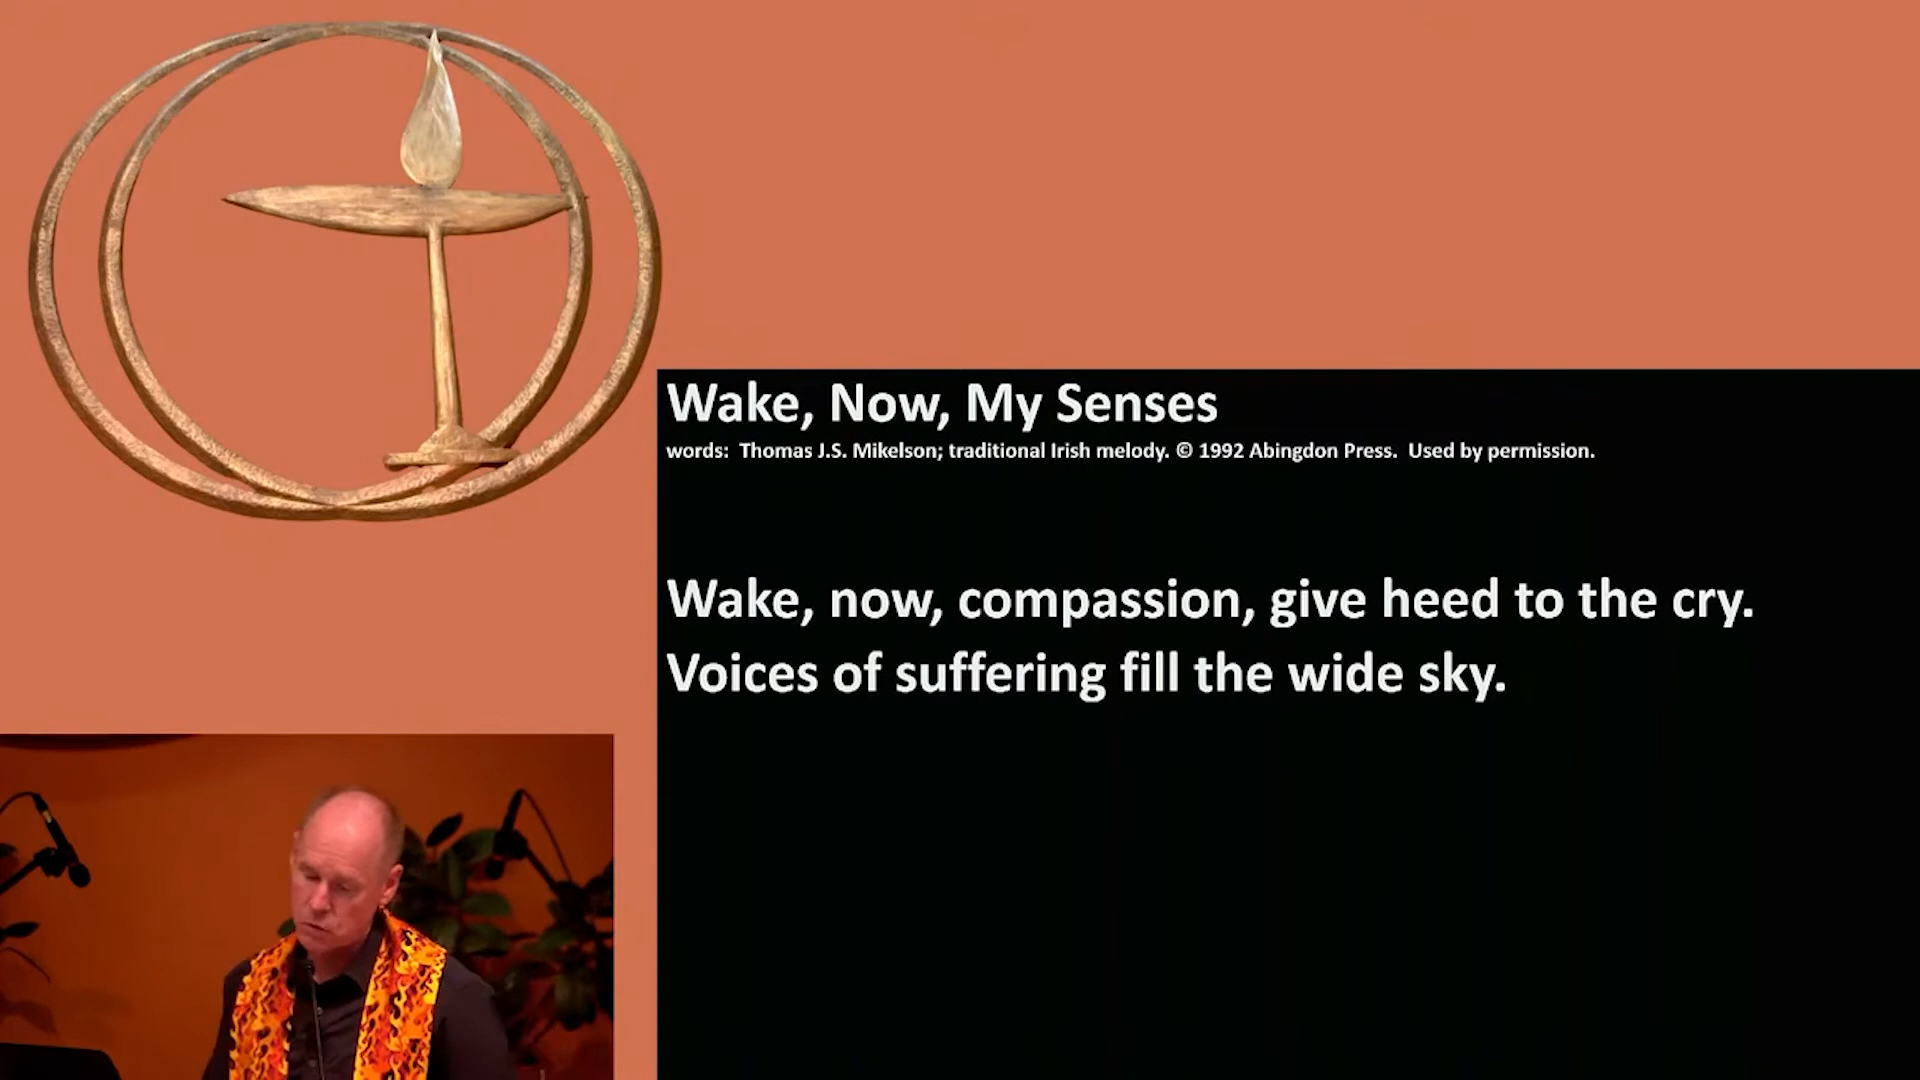 Wake, Now, My Senses
words:  Thomas J.S. Mikelson; traditional Irish melody. © 1992 Abingdon Press.  Used by permission.
Wake, now, compassion, give heed to the cry.
Voices of suffering fill the wide sky.